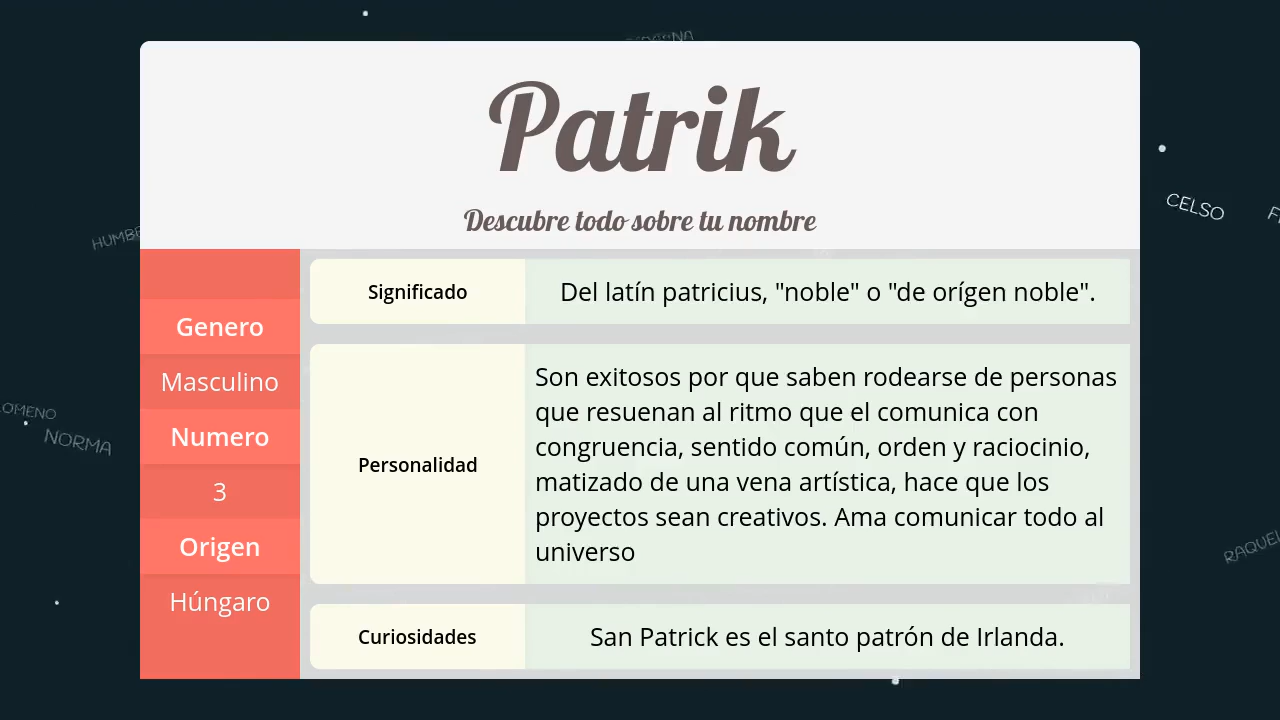 Patrik
Descubre todo sobre tu nombre
CELSO
NORMA
Genero
Masculino
Numero
3
Origen
Húngaro
Significado
Del latín patricius, "noble" o "de orígen noble".
Personalidad
Son exitosos por que saben rodearse de personas
que resuenan al ritmo que el comunica con
congruencia, sentido común, orden y raciocinio,
matizado de una vena artística, hace que los
proyectos sean creativos. Ama comunicar todo al
universo
Curiosidades
San Patrick es el santo patrón de Irlanda.